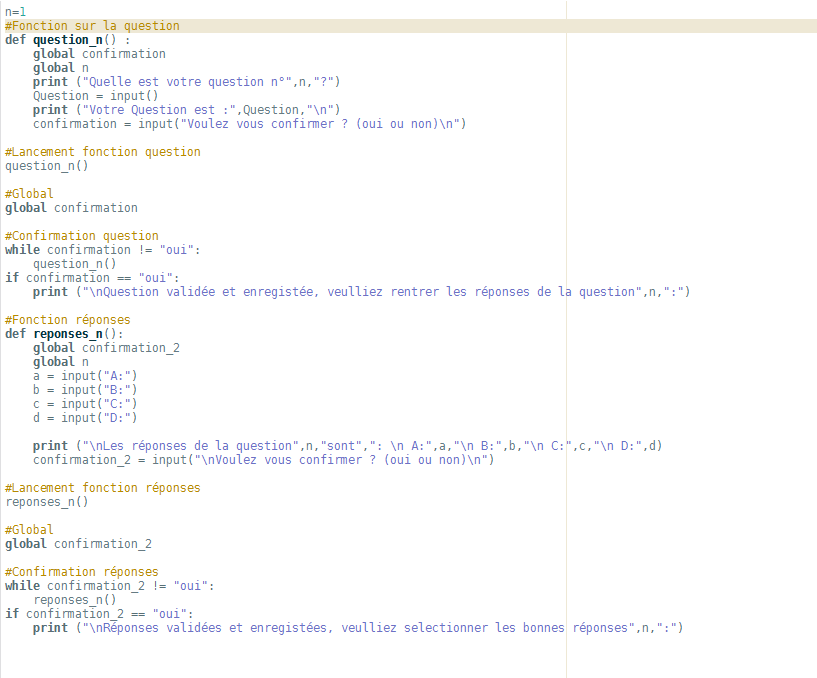 n=1
#Fonction sur la question
def question_n() :
    global confirmation
    global n
    print ("Quelle est votre question n°",n,"?")
    Question = input()
    print ("Votre Question est :",Question,"\n")
    confirmation = input("Voulez vous confirmer ? (oui ou non)\n")

#Lancement fonction question
question_n()

#Global
global confirmation

#Confirmation question
while confirmation != "oui":
    question_n()
if confirmation == "oui":
    print ("\nQuestion validée et enregistée, veulliez rentrer les réponses de la question",n,":")

#Fonction réponses
def reponses_n():
    global confirmation_2
    global n
    a = input("A:")
    b = input("B:")
    c = input("C:")
    d = input("D:")

    print ("\nLes réponses de la question",n,"sont",": \n A:",a,"\n B:",b,"\n C:",c,"\n D:",d)
    confirmation_2 = input("\nVoulez vous confirmer ? (oui ou non)\n")

#Lancement fonction réponses
reponses_n()

#Global
global confirmation_2

#Confirmation réponses
while confirmation_2 != "oui":
    reponses_n()
if confirmation_2 == "oui":
    print ("\nRéponses validées et enregistées, veulliez selectionner les bonnes réponses",n,":")